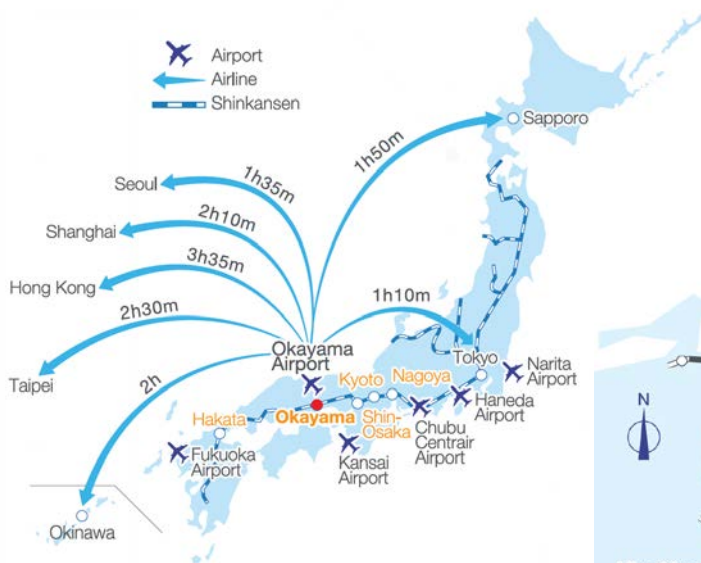 Airport
Airline
Shinkansen
Sapporo
1h50m
Seoul
1h35m
Shanghai
2h10m
Hong Kong
3h35m
2h30m
Taipei
2h
1h10m
Okayama
Airport
Tokyo
Narita
Airport
Kyoto
Nagoya
Haneda
Airport
Hakata
Okayama
Shin-
Osaka
Chubu
Centrair
Airport
Fukuoka
Airport
Kansai
Airport
Okinawa
N